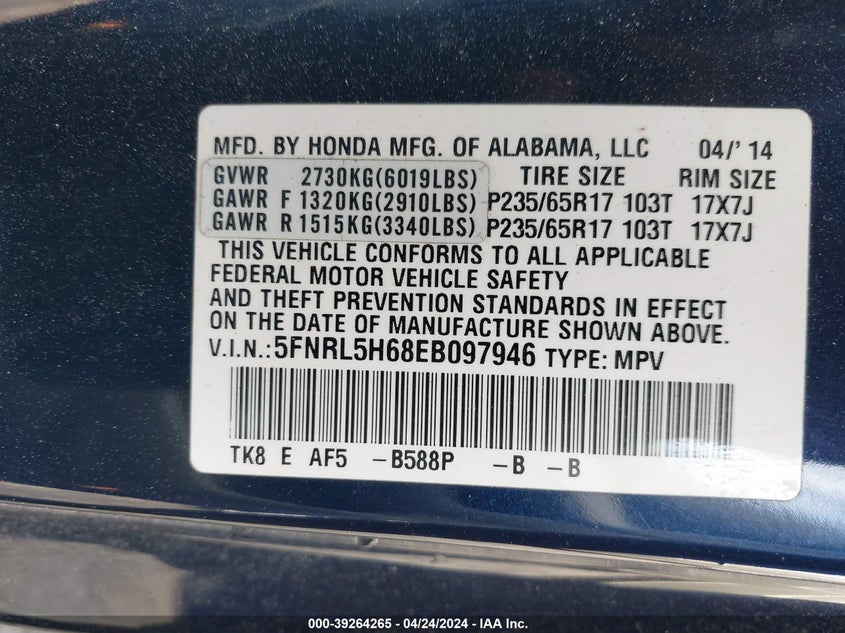 MFD. BY HONDA MFG. OF ALABAMA, LLC 04/' 14
GVWR 2730KG(6019LBS) TIRE SIZE RIM SIZE
GAWR F 1320KG(2910LBS) P235/65R17 103T 17X7J
GAWR R 1515KG(3340LBS) P235/65R17 103T 17X7J
THIS VEHICLE CONFORMS TO ALL APPLICABLE
FEDERAL MOTOR VEHICLE SAFETY
AND THEFT PREVENTION STANDARDS IN EFFECT
ON THE DATE OF MANUFACTURE SHOWN ABOVE.
V.I.N.:5FNRL5H68EB097946 TYPE: MPV
TK8 E AF5 -B588P -B -B
000-39264265 - 04/24/2024 - IAA, Inc.